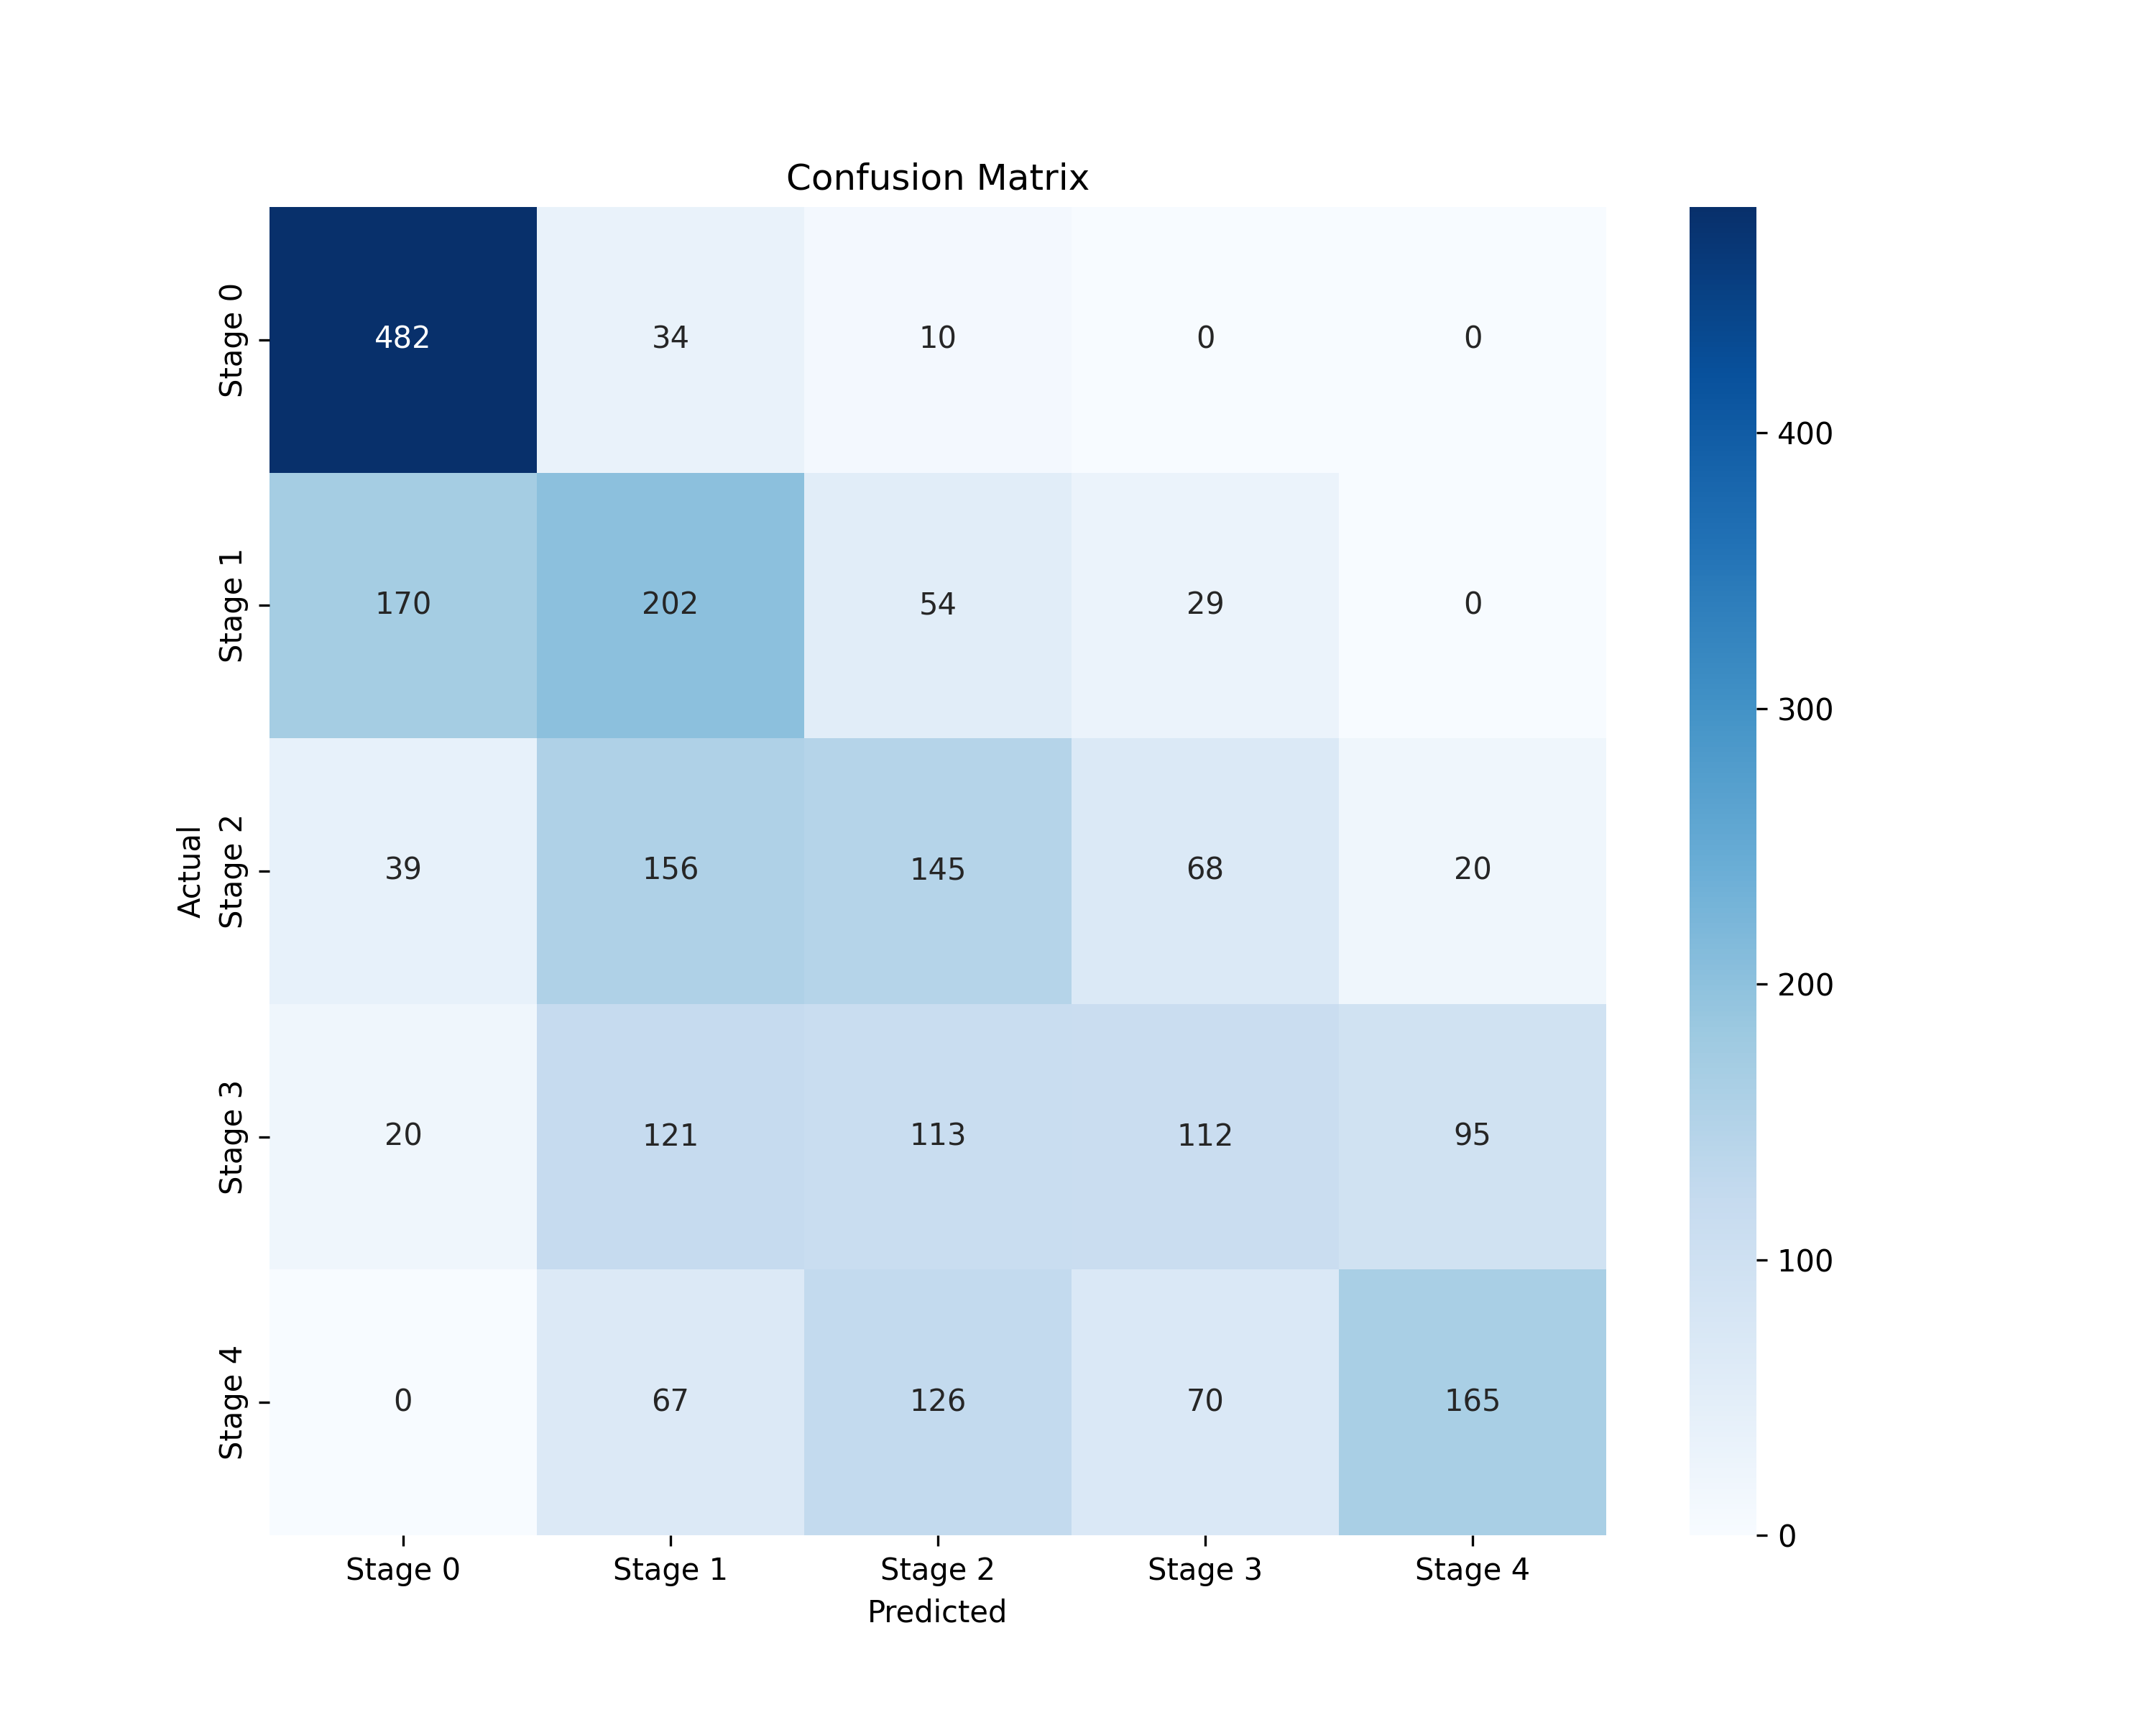 Confusion Matrix
Stage 0
482 34 10 0 0
400
Stage 1
170 202 54 29 0
300
Actual
Stage 2
39 156 145 68 20
200
Stage 3
20 121 113 112 95
100
Stage 4
0 67 126 70 165
0
Stage 0 Stage 1 Stage 2 Stage 3 Stage 4
Predicted